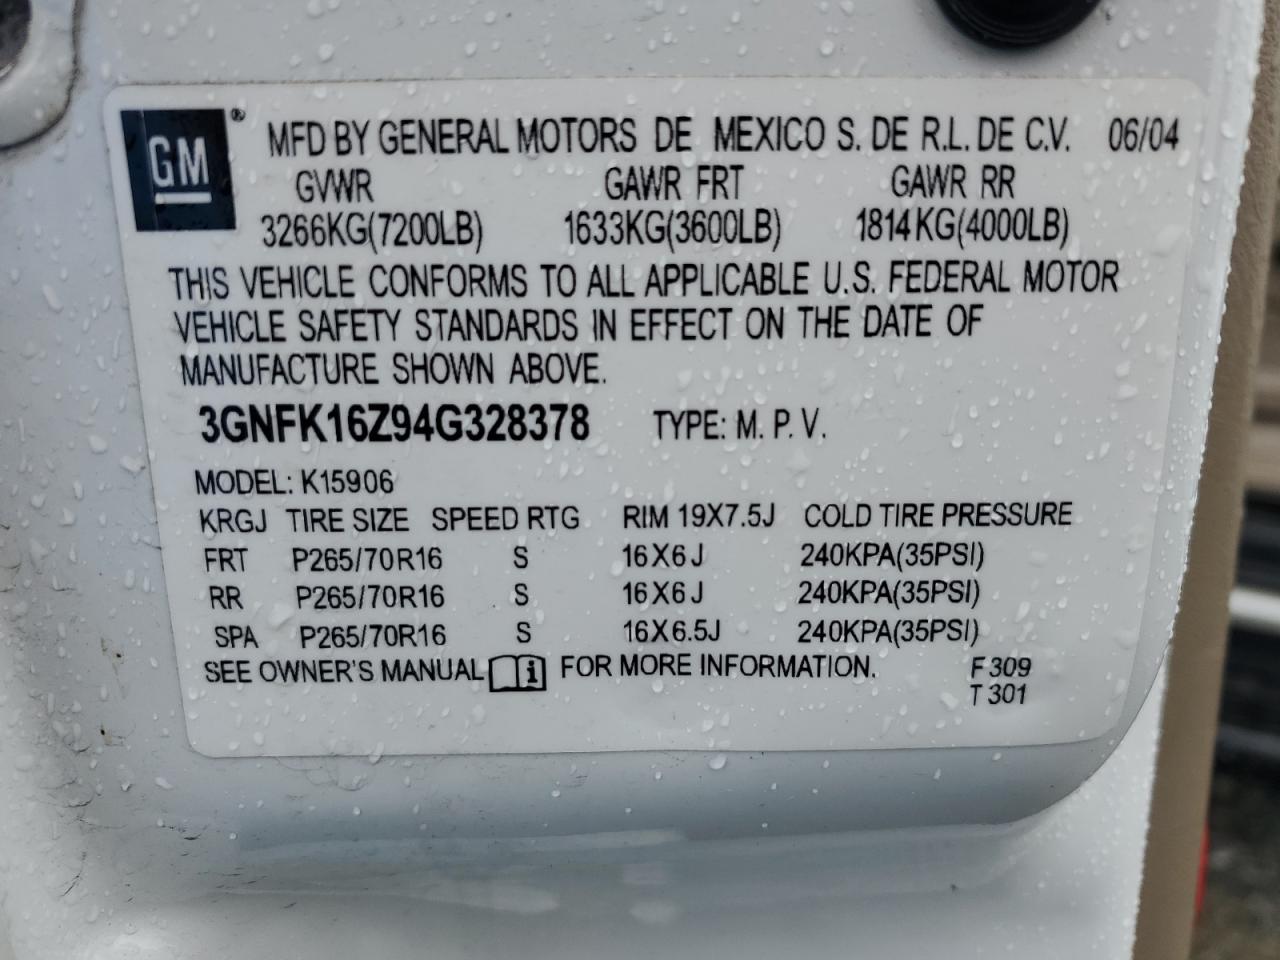 GM ® MFD BY GENERAL MOTORS DE MEXICO S. DE R.L. DE C.V. 06/04
GVWR GAWR FRT GAWR RR
3266KG(7200LB) 1633KG(3600LB) 1814KG(4000LB)
THIS VEHICLE CONFORMS TO ALL APPLICABLE U.S. FEDERAL MOTOR
VEHICLE SAFETY STANDARDS IN EFFECT ON THE DATE OF
MANUFACTURE SHOWN ABOVE.
3GNFK16Z94G328378 TYPE: M. P. V.
MODEL: K15906
KRGJ TIRE SIZE SPEED RTG RIM 19X7.5J COLD TIRE PRESSURE
FRT P265/70R16 S 16X6J 240KPA(35PSI)
RR P265/70R16 S 16X6J 240KPA(35PSI)
SPA P265/70R16 S 16X6.5J 240KPA(35PSI)
SEE OWNER'S MANUAL i FOR MORE INFORMATION. F309
T301